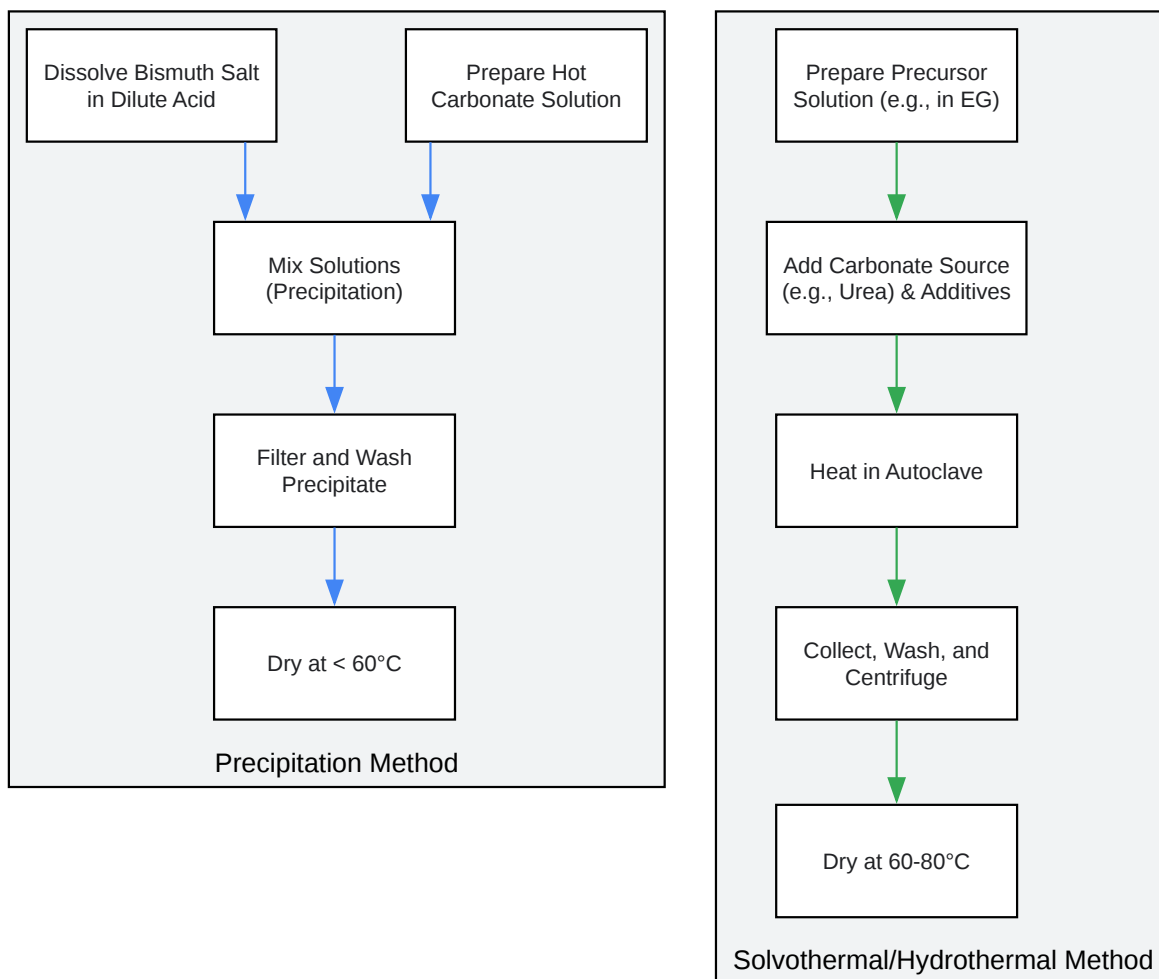 Dissolve Bismuth Salt
in Dilute Acid
Prepare Hot
Carbonate Solution
Mix Solutions
(Precipitation)
Filter and Wash
Precipitate
Dry at < 60°C
Precipitation Method
Prepare Precursor
Solution (e.g., in EG)
Add Carbonate Source
(e.g., Urea) & Additives
Heat in Autoclave
Collect, Wash, and
Centrifuge
Dry at 60-80°C
Solvothermal/Hydrothermal Method